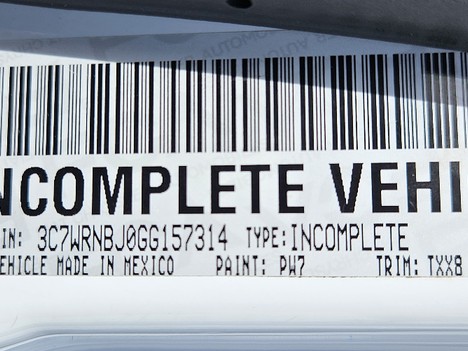 INCOMPLETE VEHI
IN: 3C7WRNBJ0GG157314 TYPE: INCOMPLETE
EHICLE MADE IN MEXICO PAINT: PW7 TRIM: TXX8